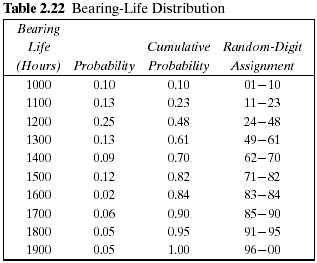 Table 2.22 Bearing-Life Distribution
Bearing
Life Cumulative Random-Digit
(Hours) Probability Probability Assignment
1000 0.10 0.10 01–10
1100 0.13 0.23 11–23
1200 0.25 0.48 24–48
1300 0.13 0.61 49–61
1400 0.09 0.70 62–70
1500 0.12 0.82 71–82
1600 0.02 0.84 83–84
1700 0.06 0.90 85–90
1800 0.05 0.95 91–95
1900 0.05 1.00 96–00